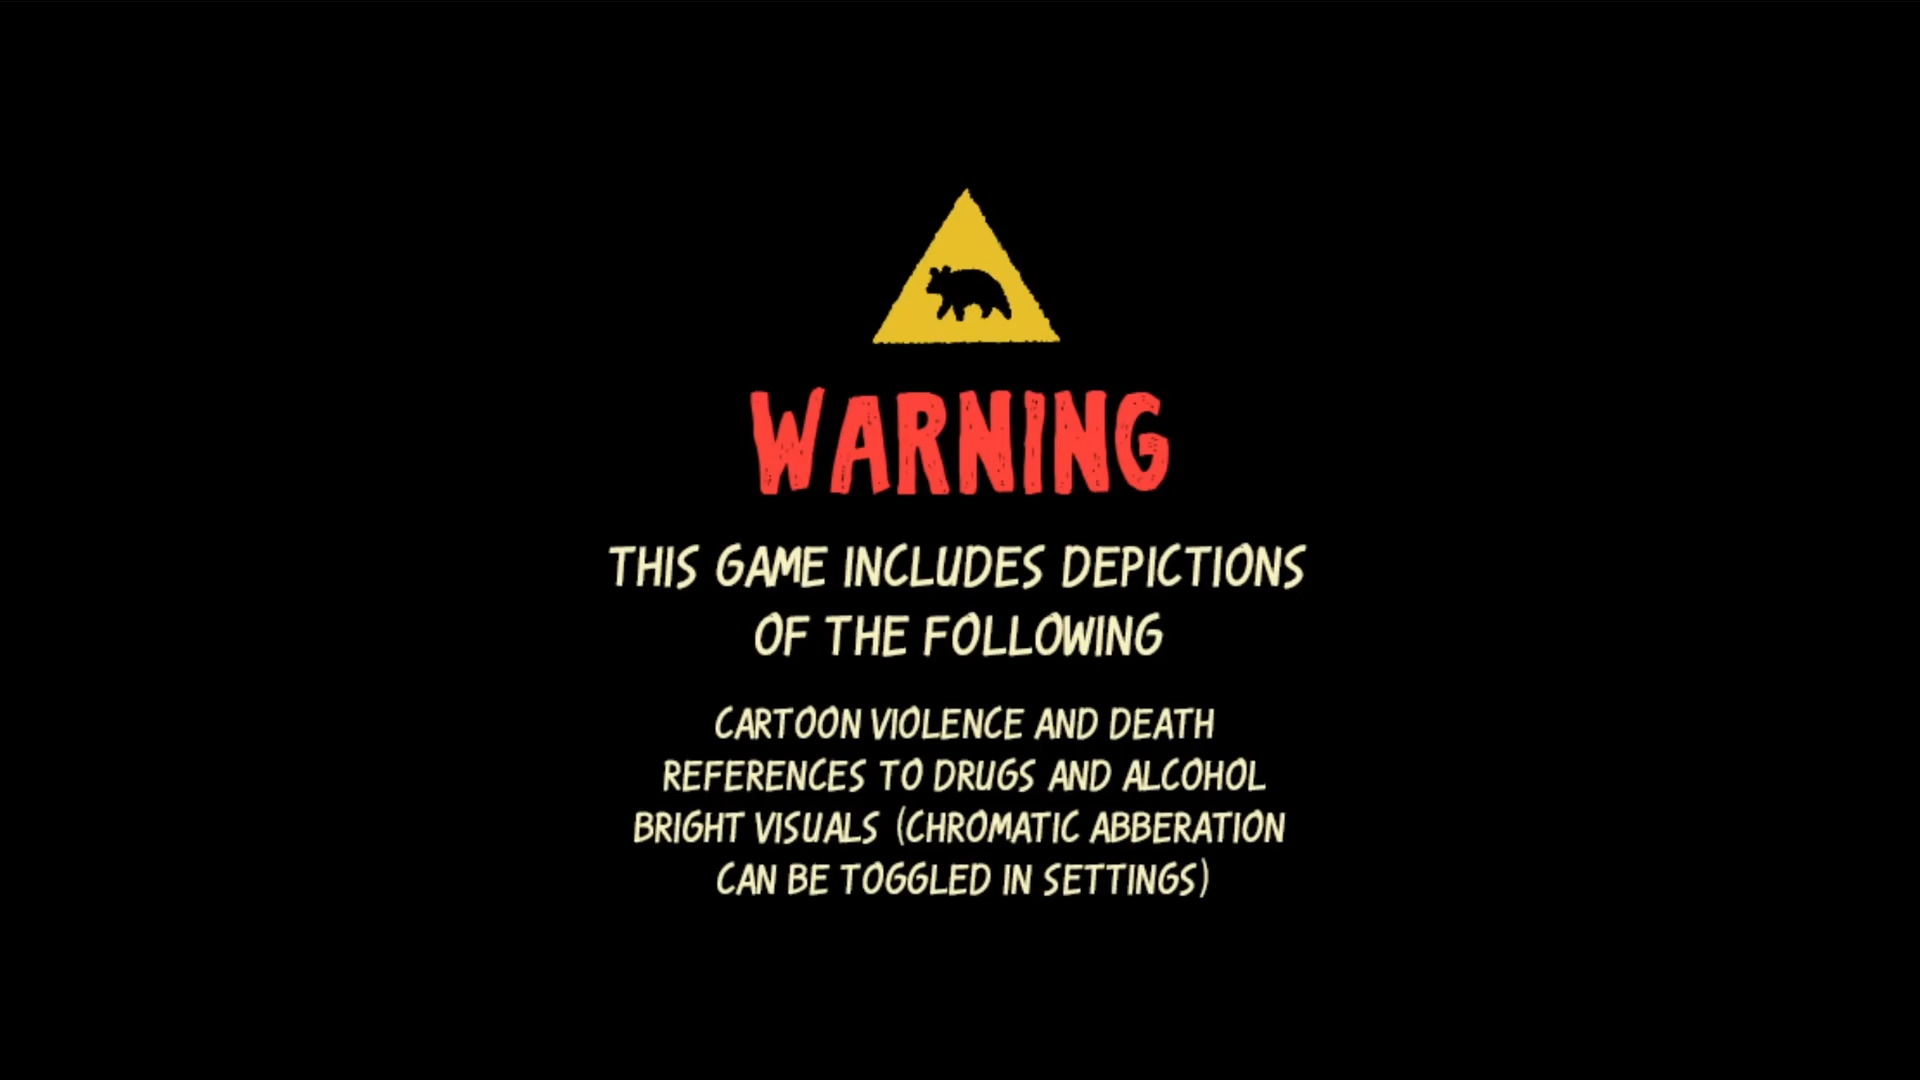 WARNING
THIS GAME INCLUDES DEPICTIONS
OF THE FOLLOWING
CARTOON VIOLENCE AND DEATH
REFERENCES TO DRUGS AND ALCOHOL
BRIGHT VISUALS (CHROMATIC ABBERATION
CAN BE TOGGLED IN SETTINGS)